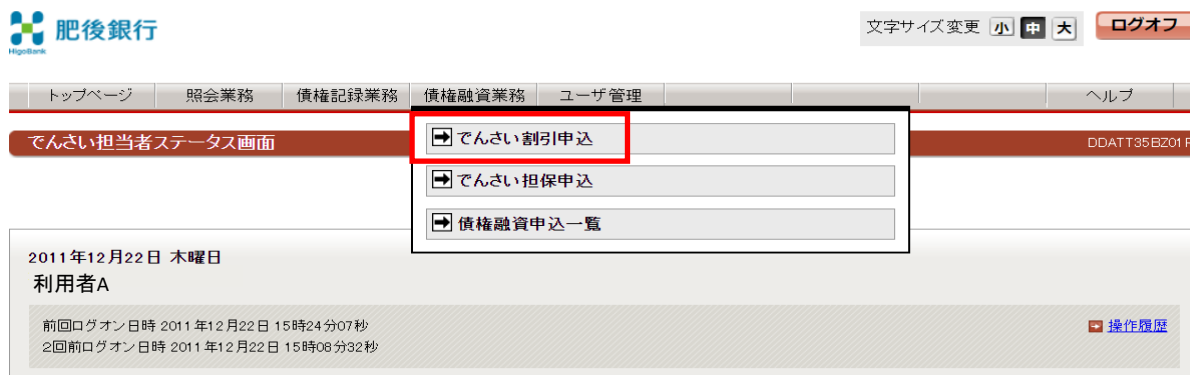 肥後銀行
HigoBank
文字サイズ変更 小 中 大 ログオフ
トップページ 照会業務 債権記録業務 債権融資業務 ユーザ管理 ヘルプ
でんさい担当者ステータス画面 DDATT35BZ01F
でんさい割引申込
でんさい担保申込
債権融資申込一覧
2011年12月22日 木曜日
利用者A
前回ログオン日時 2011年12月22日 15時24分07秒
2回前ログオン日時 2011年12月22日 15時08分32秒
操作履歴